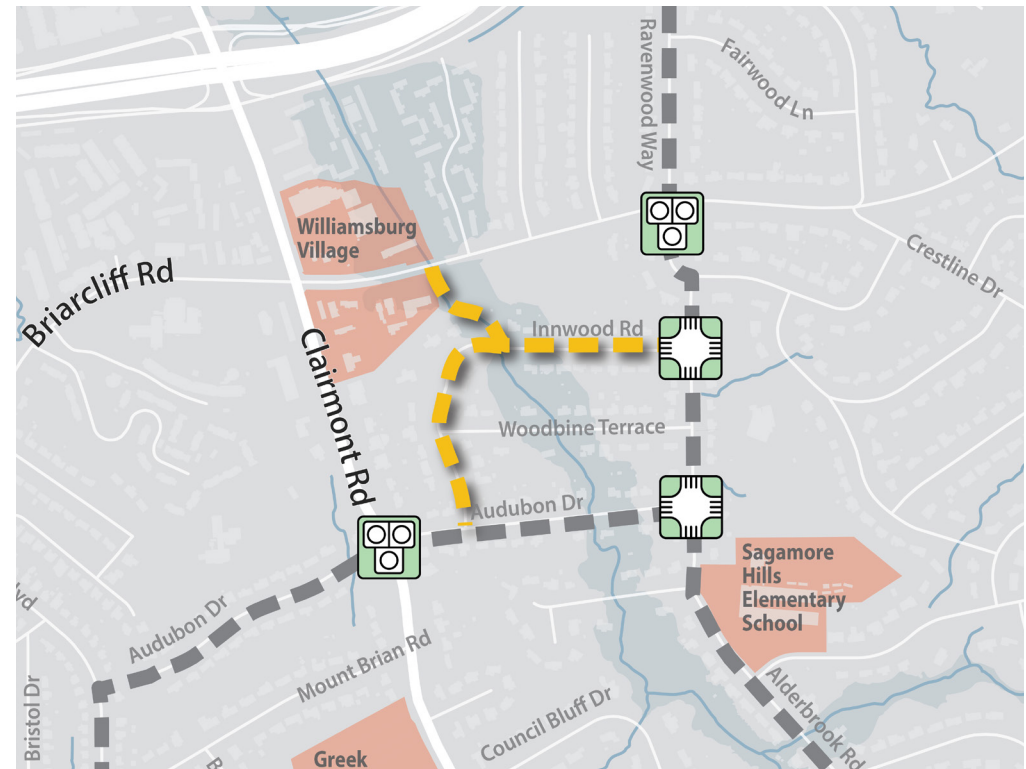 Ravenwood Way
Fairwood Ln
Williamsburg
Village
Crestline Dr
Briarcliff Rd
Innwood Rd
Clairmont Rd
Woodbine Terrace
Audubon Dr
Sagamore
Hills
Elementary
School
Audubon Dr
Mount Brian Rd
Alderbrook Rd
Bristol Dr
Council Bluff Dr
Greek